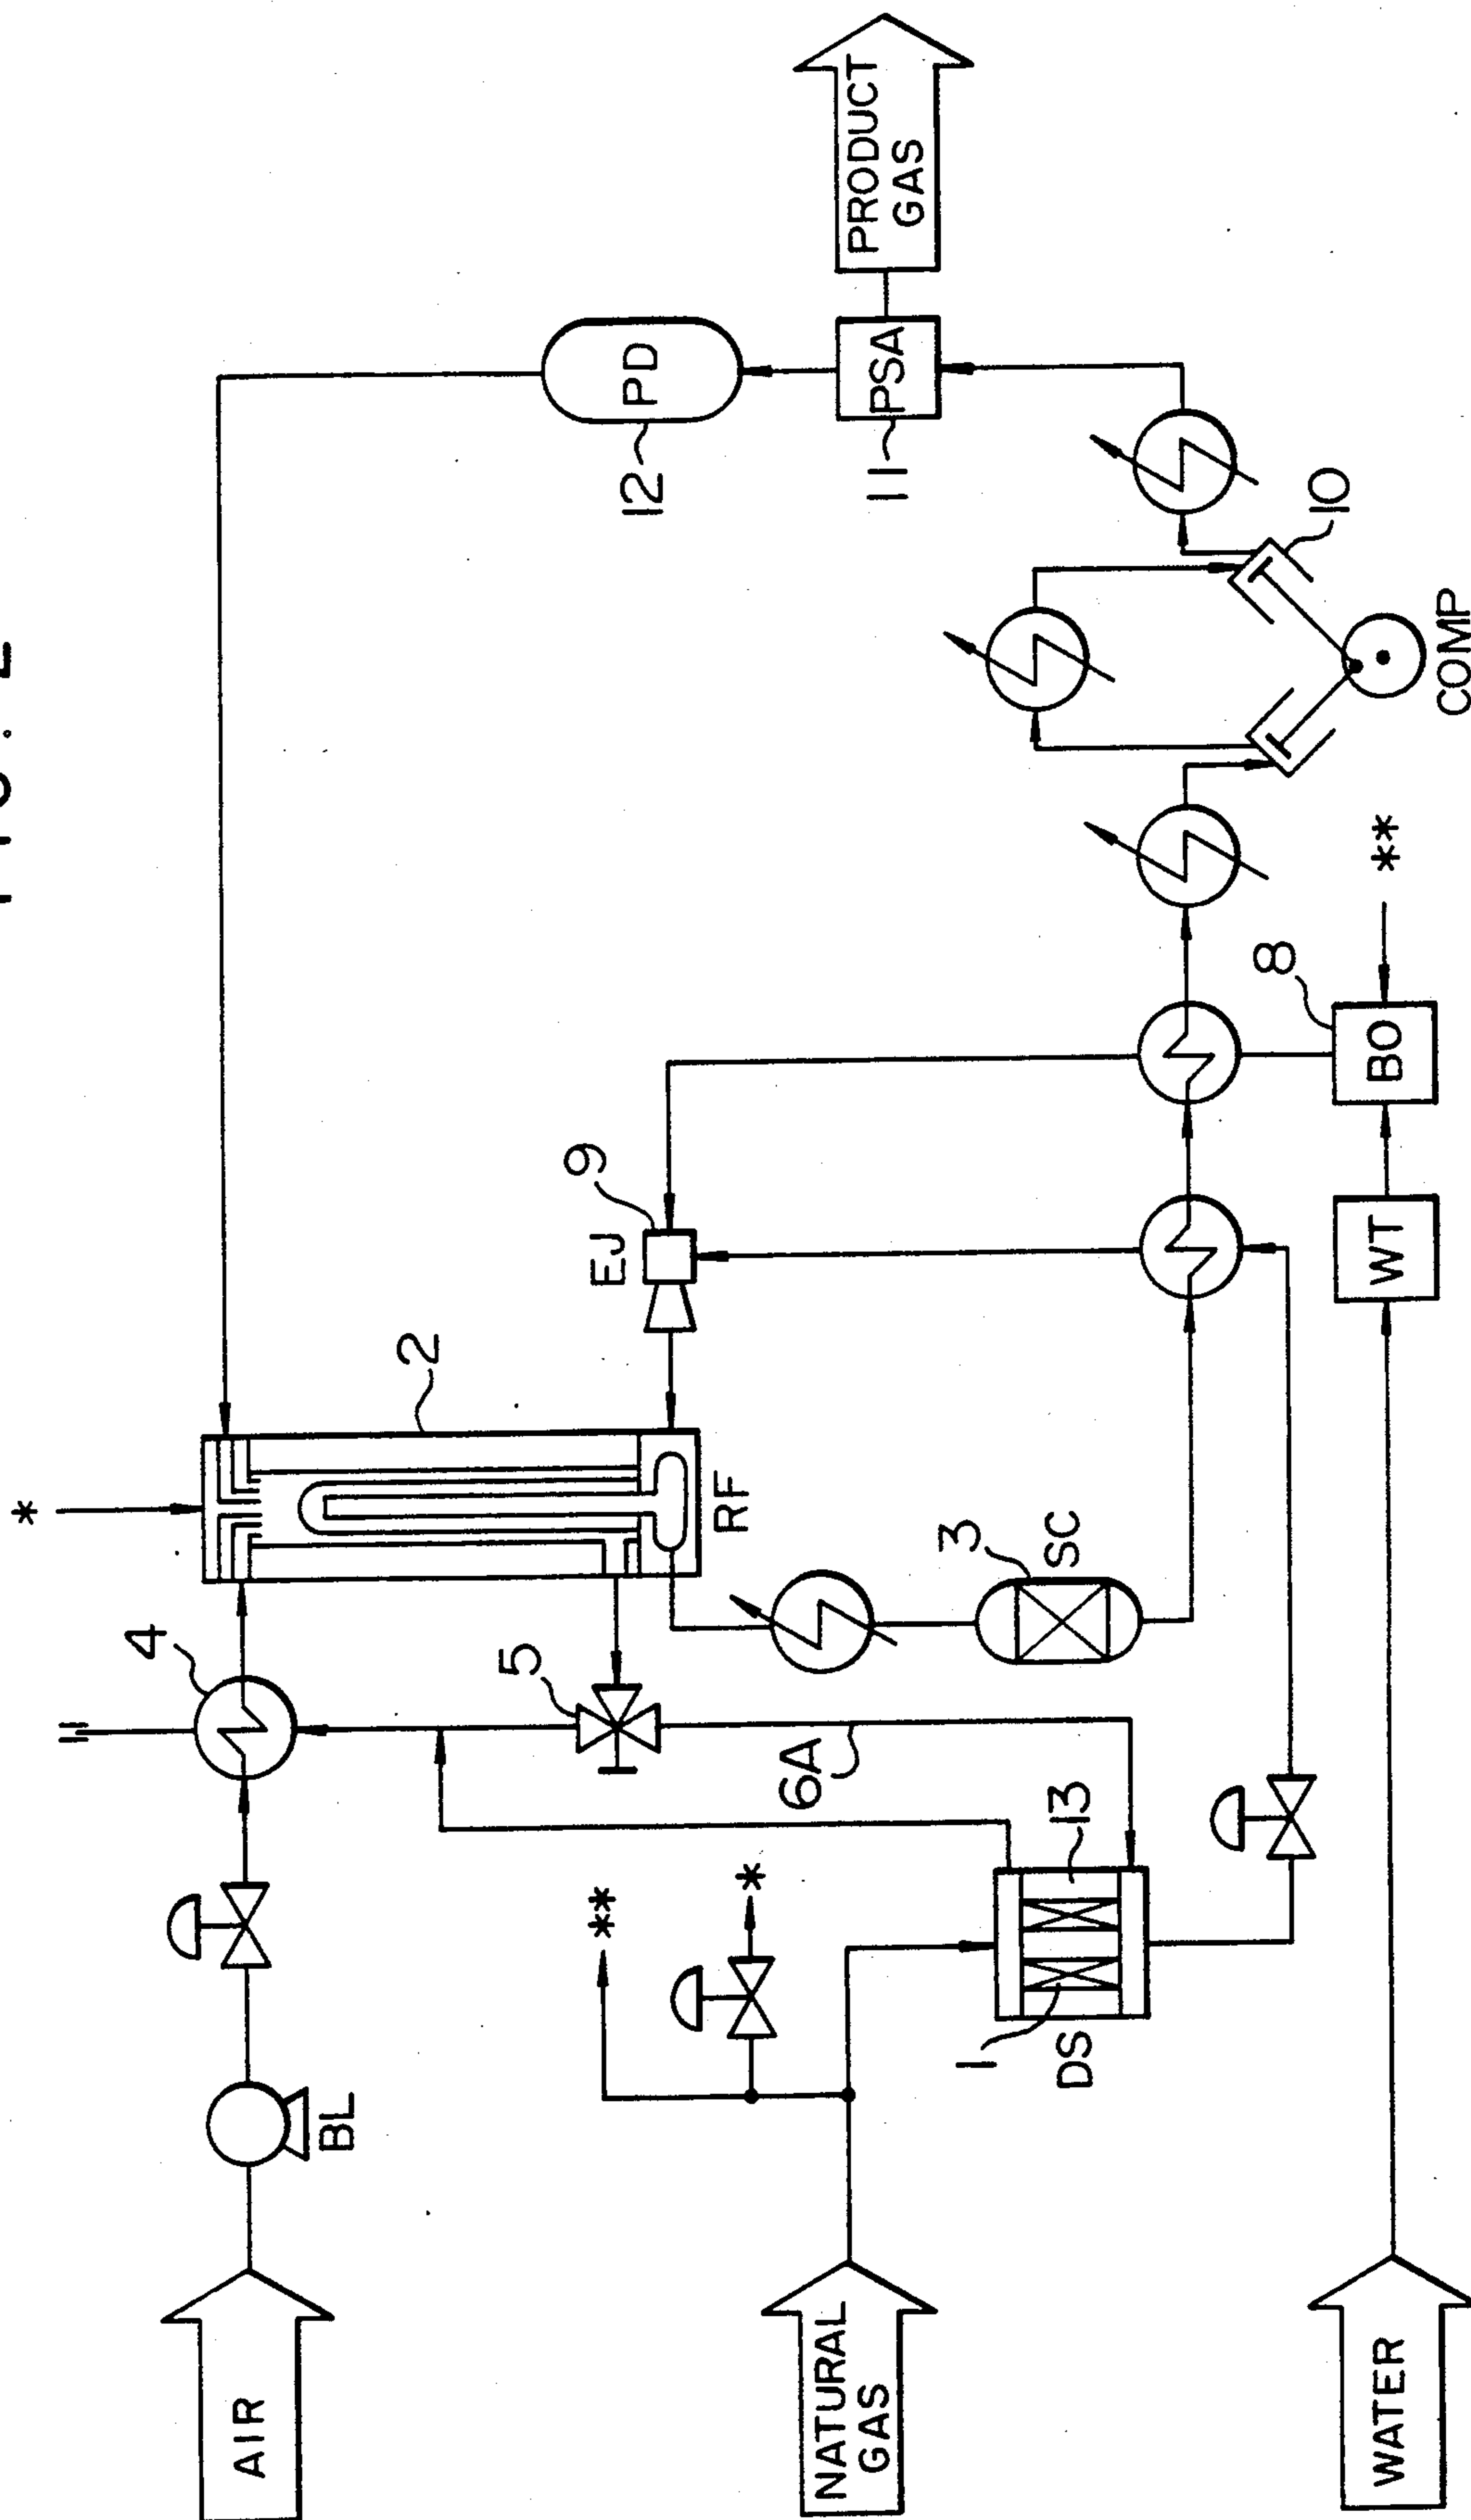 *
4
2
AIR
BL
5
12
PD
**
*
6A
EJ
9
RF
NATURAL
GAS
1
DS
13
3
SC
11
PSA
PRODUCT
GAS
8
**
10
WATER
WT
BO
COMP